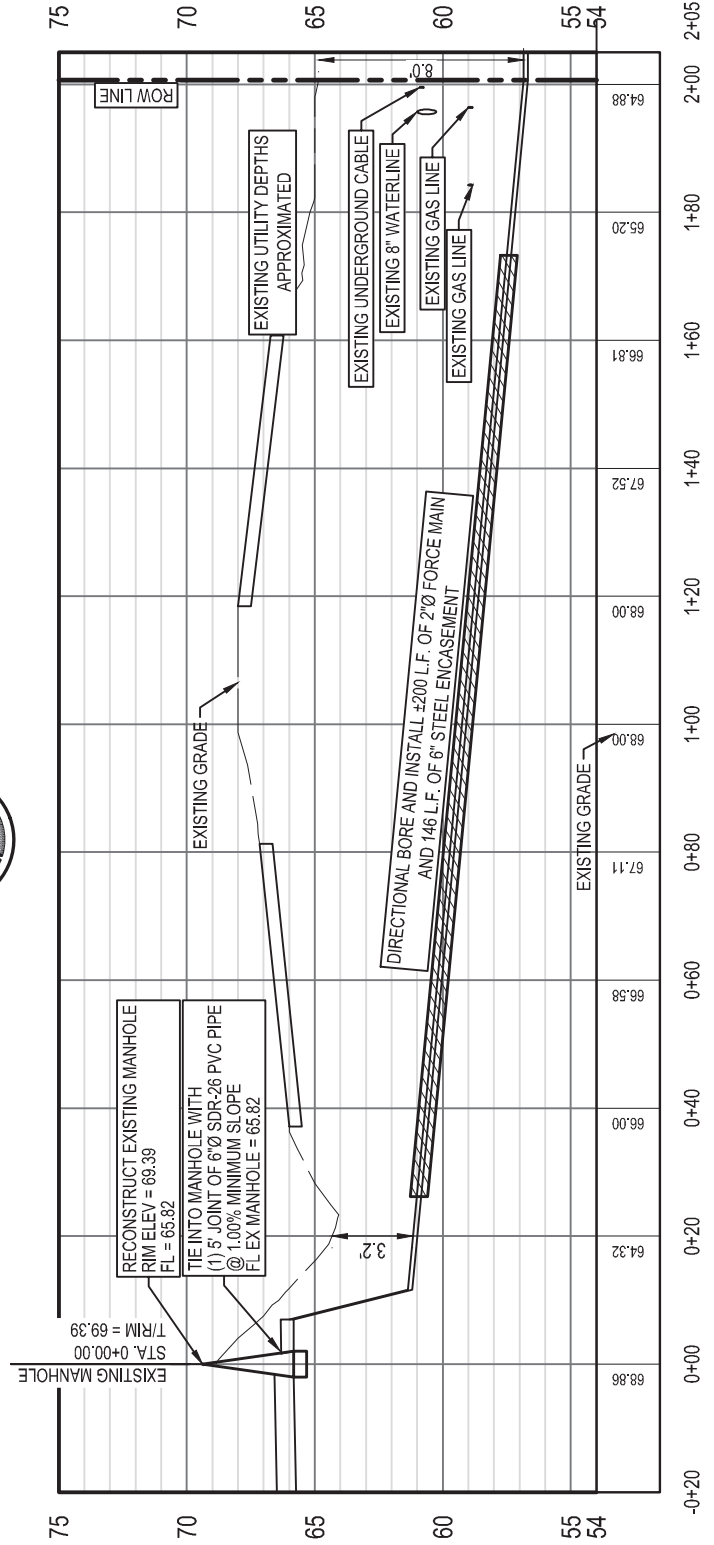 EXISTING MANHOLE
STA. 0+00.00
T/RIM = 69.39
RECONSTRUCT EXISTING MANHOLE
RIM ELEV = 69.39
FL = 65.82
TIE INTO MANHOLE WITH
(1) 5' JOINT OF 6"Ø SDR-26 PVC PIPE
@ 1.00% MINIMUM SLOPE
FLEX MANHOLE = 65.82
3.2'
EXISTING GRADE
DIRECTIONAL BORE AND INSTALL ±200 L.F. OF 2"Ø FORCE MAIN
AND 146 L.F. OF 6" STEEL ENCASEMENT
EXISTING UTILITY DEPTHS
APPROXIMATED
EXISTING UNDERGROUND CABLE
EXISTING 8" WATERLINE
EXISTING GAS LINE
EXISTING GAS LINE
ROW LINE
8.0'
EXISTING GRADE
75
70
65
60
55
54
75
70
65
60
55
54
68.86
64.32
66.00
66.58
67.11
68.00
68.00
67.52
66.81
65.20
64.88
-0+20
0+00
0+20
0+40
0+60
0+80
1+00
1+20
1+40
1+60
1+80
2+00
2+05